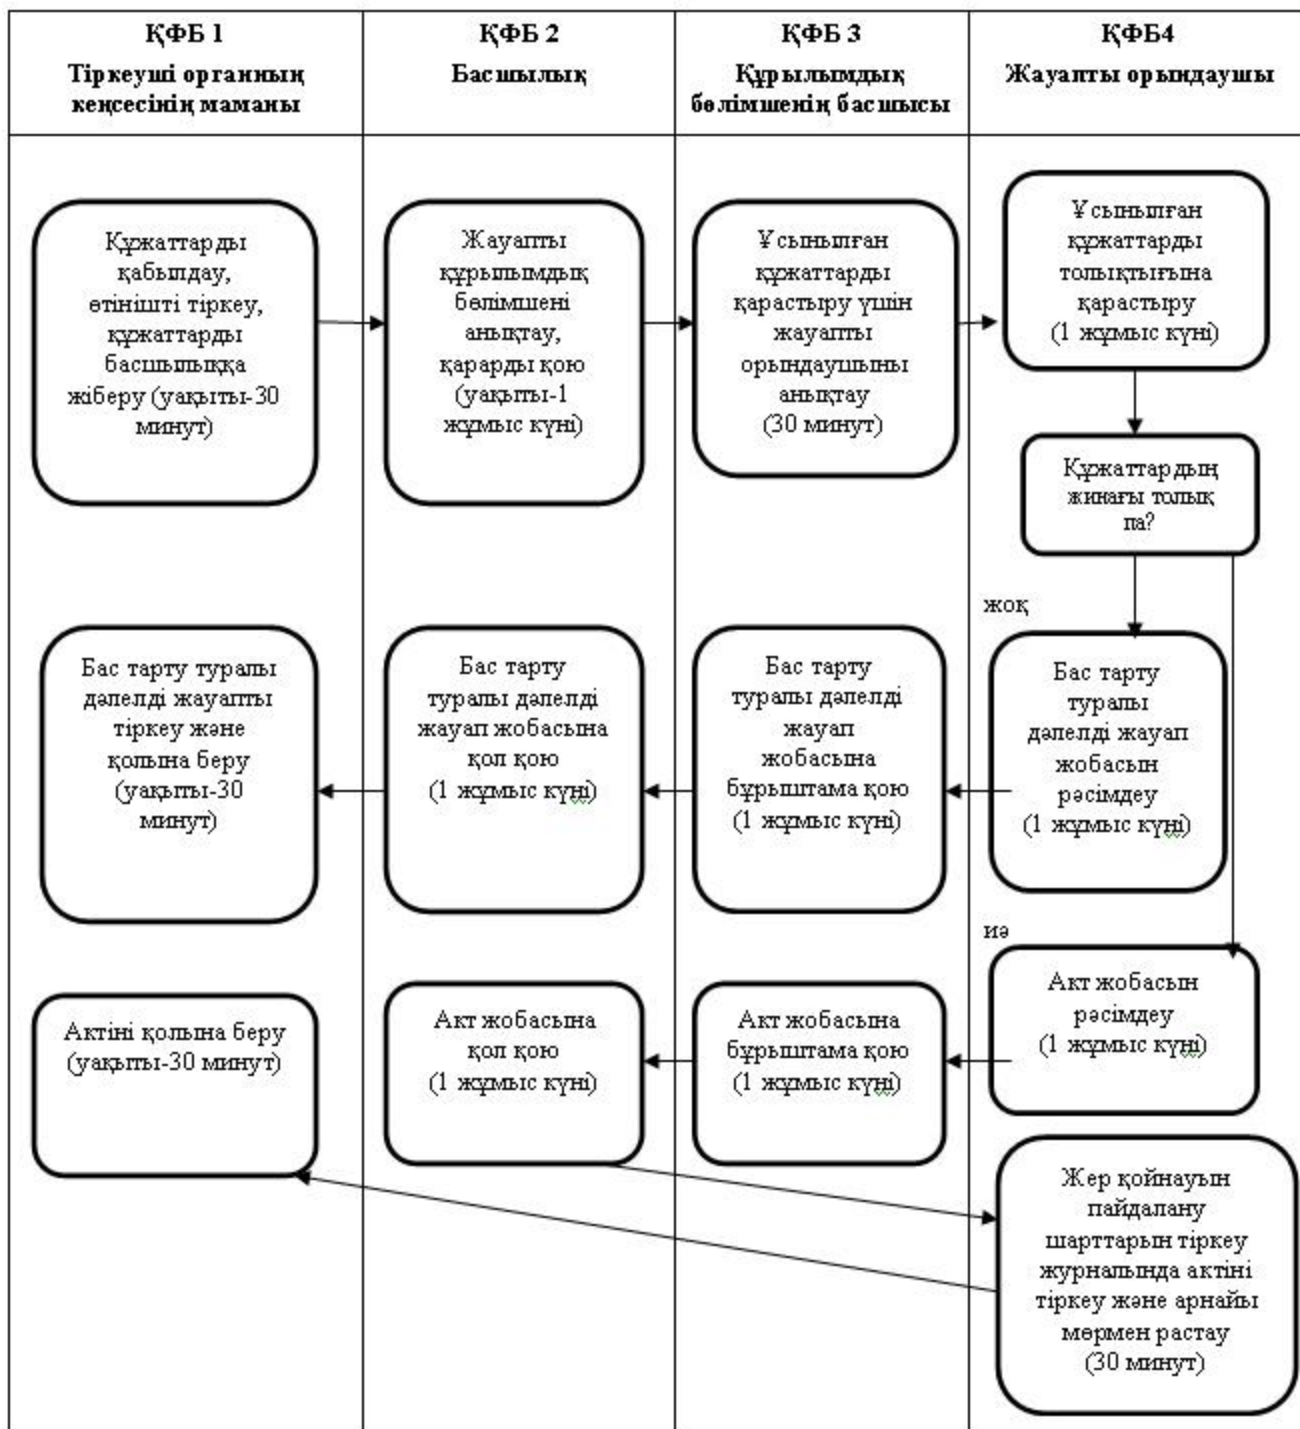 ҚФБ 1
Тіркеуші органның
кеңсесінің маманы
ҚФБ 2
Басшылық
ҚФБ 3
Құрылымдық
бөлімшенің басшысы
ҚФБ4
Жауапты орындаушы
Құжаттарды
қабылдау,
өтінішті тіркеу,
құжаттарды
басшылыққа
жіберу (уақыты-30
минут)
Жауапты
құрылымдық
бөлімшені
анықтау,
қарарды қою
(уақыты-1
жұмыс күні)
Ұсынылған
құжаттарды
қарастыру үшін
жауапты
орындаушыны
анықтау
(30 минут)
Ұсынылған
құжаттарды
толықтығына
қарастыру
(1 жұмыс күні)
Құжаттардың
жинағы толық
па?
жоқ
Бас тарту туралы
дәлелді жауапты
тіркеу және
қолына беру
(уақыты-30
минут)
Бас тарту
туралы дәлелді
жауап жобасына
қол қою
(1 жұмыс күні)
Бас тарту
туралы дәлелді
жауап
жобасына
бұрыштама қою
(1 жұмыс күні)
Бас тарту
туралы
дәлелді жауап
жобасын
рәсімдеу
(1 жұмыс күні)
иә
Актіні қолына беру
(уақыты-30 минут)
Акт жобасына
қол қою
(1 жұмыс күні)
Акт жобасына
бұрыштама қою
(1 жұмыс күні)
Акт жобасын
рәсімдеу
(1 жұмыс күні)
Жер қойнауын
пайдалану
шарттарын тіркеу
журналында актіні
тіркеу және арнайы
мөрмен растау
(30 минут)